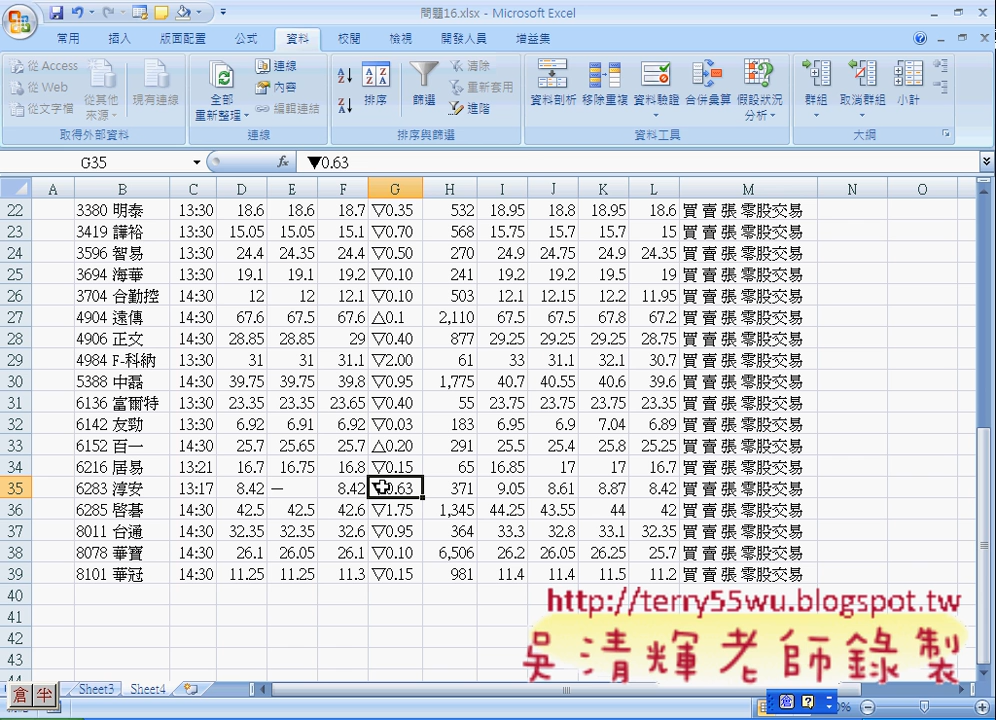 問題16.xlsx - Microsoft Excel
常用 插入 版面配置 公式 資料 校閱 檢視 開發人員 增益集
從 Access
從 Web
從文字檔
從其他來源
現有連線
取得外部資料
全部重新整理
連線
內容
編輯連結
連線
排序
篩選
清除
重新套用
進階
排序與篩選
資料剖析 移除重複 資料驗證 合併彙算 假設狀況分析
資料工具
群組 取消群組 小計
大綱
G35 fx ▼0.63
A B C D E F G H I J K L M N O
22 3380 明泰 13:30 18.6 18.6 18.7 ▽0.35 532 18.95 18.8 18.95 18.6 買 賣 張 零股交易
23 3419 譁裕 13:30 15.05 15.05 15.1 ▽0.70 568 15.75 15.7 15.7 15 買 賣 張 零股交易
24 3596 智易 13:30 24.4 24.35 24.4 ▽0.50 270 24.9 24.75 24.9 24.35 買 賣 張 零股交易
25 3694 海華 13:30 19.1 19.1 19.2 ▽0.10 241 19.2 19.2 19.5 19 買 賣 張 零股交易
26 3704 合勤控 14:30 12 12 12.1 ▽0.10 503 12.1 12.15 12.2 11.95 買 賣 張 零股交易
27 4904 遠傳 14:30 67.6 67.5 67.6 △0.1 2,110 67.5 67.5 67.8 67.2 買 賣 張 零股交易
28 4906 正文 14:30 28.85 28.85 29 ▽0.40 877 29.25 29.25 29.25 28.75 買 賣 張 零股交易
29 4984 F-科納 13:30 31 31 31.1 ▽2.00 61 33 31.1 32.1 30.7 買 賣 張 零股交易
30 5388 中磊 14:30 39.75 39.75 39.8 ▽0.95 1,775 40.7 40.55 40.6 39.6 買 賣 張 零股交易
31 6136 富爾特 13:30 23.35 23.35 23.65 ▽0.40 55 23.75 23.75 23.75 23.35 買 賣 張 零股交易
32 6142 友勁 13:30 6.92 6.91 6.92 ▽0.03 183 6.95 6.9 7.04 6.89 買 賣 張 零股交易
33 6152 百一 14:30 25.7 25.65 25.7 △0.20 291 25.5 25.4 25.8 25.25 買 賣 張 零股交易
34 6216 居易 13:21 16.7 16.75 16.8 ▽0.15 65 16.85 17 17 16.7 買 賣 張 零股交易
35 6283 淳安 13:17 8.42 － 8.42 ▼0.63 371 9.05 8.61 8.87 8.42 買 賣 張 零股交易
36 6285 啟碁 14:30 42.5 42.5 42.6 ▽1.75 1,345 44.25 43.55 44 42 買 賣 張 零股交易
37 8011 台通 14:30 32.35 32.35 32.6 ▽0.95 364 33.3 32.8 33.1 32.35 買 賣 張 零股交易
38 8078 華寶 14:30 26.1 26.05 26.1 ▽0.10 6,506 26.2 26.05 26.25 25.7 買 賣 張 零股交易
39 8101 華冠 14:30 11.25 11.25 11.3 ▽0.15 981 11.4 11.4 11.5 11.2 買 賣 張 零股交易
40
41
42
43
http://terry55wu.blogspot.tw
吳清輝老師錄製
Sheet3 Sheet4
倉 半